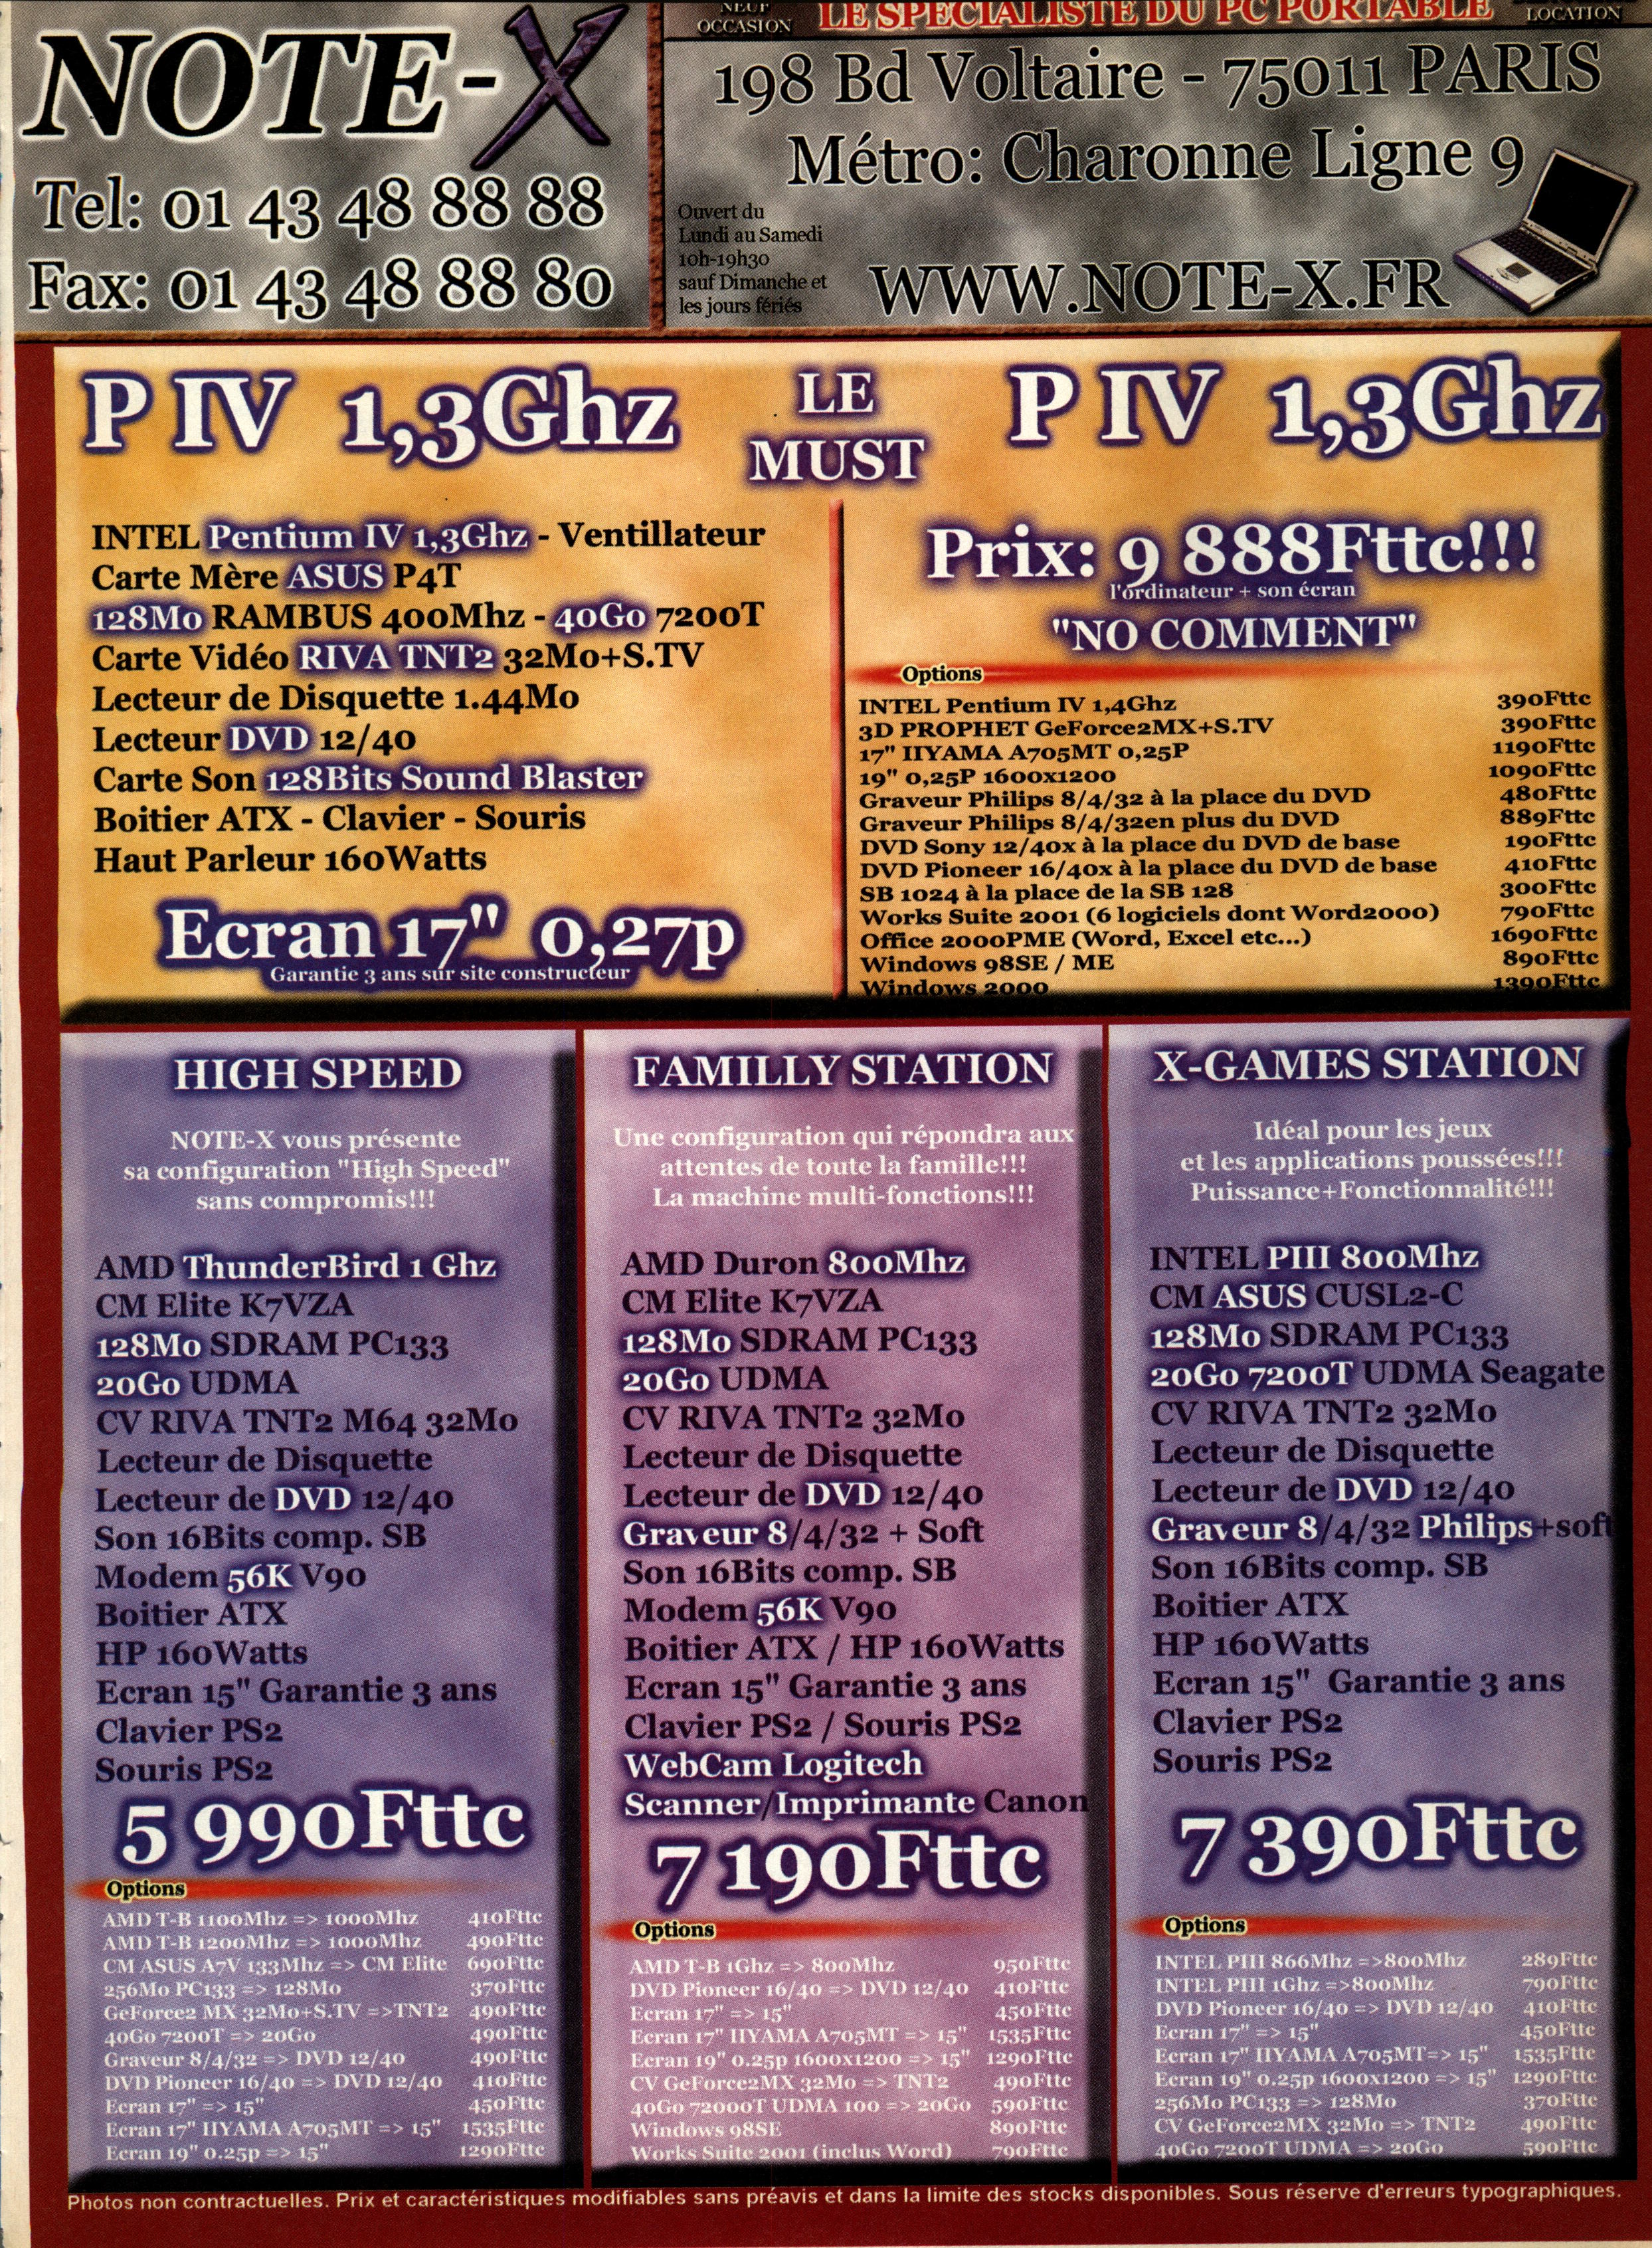 NOTE-X
Tel: 01 43 48 88 88
Fax: 01 43 48 88 80
NEUF
OCCASION
LE SPECIALISTE DU PC PORTABLE
LOCATION
198 Bd Voltaire - 75011 PARIS
Métro: Charonne Ligne 9
Ouvert du
Lundi au Samedi
10h-19h30
sauf Dimanche et
les jours fériés
WWW.NOTE-X.FR
P IV 1,3Ghz
LE
MUST
P IV 1,3Ghz
INTEL Pentium IV 1,3Ghz - Ventillateur
Carte Mère ASUS P4T
128Mo RAMBUS 400Mhz - 40Go 7200T
Carte Vidéo RIVA TNT2 32Mo+S.TV
Lecteur de Disquette 1.44Mo
Lecteur DVD 12/40
Carte Son 128Bits Sound Blaster
Boitier ATX - Clavier - Souris
Haut Parleur 160Watts
Ecran 17" 0,27p
Garantie 3 ans sur site constructeur
Prix: 9 888Fttc!!!
l'ordinateur + son écran
"NO COMMENT"
Options
INTEL Pentium IV 1,4Ghz 390Fttc
3D PROPHET GeForce2MX+S.TV 390Fttc
17" IIYAMA A705MT 0,25P 1190Fttc
19" 0,25P 1600x1200 1090Fttc
Graveur Philips 8/4/32 à la place du DVD 480Fttc
Graveur Philips 8/4/32en plus du DVD 889Fttc
DVD Sony 12/40x à la place du DVD de base 190Fttc
DVD Pioneer 16/40x à la place du DVD de base 410Fttc
SB 1024 à la place de la SB 128 300Fttc
Works Suite 2001 (6 logiciels dont Word2000) 790Fttc
Office 2000PME (Word, Excel etc...) 1690Fttc
Windows 98SE / ME 890Fttc
Windows 2000 1390Fttc
HIGH SPEED
NOTE-X vous présente
sa configuration "High Speed"
sans compromis!!!
AMD ThunderBird 1 Ghz
CM Elite K7VZA
128Mo SDRAM PC133
20Go UDMA
CV RIVA TNT2 M64 32Mo
Lecteur de Disquette
Lecteur de DVD 12/40
Son 16Bits comp. SB
Modem 56K V90
Boitier ATX
HP 160Watts
Ecran 15" Garantie 3 ans
Clavier PS2
Souris PS2
5 990Fttc
Options
AMD T-B 1100Mhz => 1000Mhz 410Fttc
AMD T-B 1200Mhz => 1000Mhz 490Fttc
CM ASUS A7V 133Mhz => CM Elite 690Fttc
256Mo PC133 => 128Mo 370Fttc
GeForce2 MX 32Mo+S.TV =>TNT2 490Fttc
40Go 7200T => 20Go 490Fttc
Graveur 8/4/32 => DVD 12/40 490Fttc
DVD Pioneer 16/40 => DVD 12/40 410Fttc
Ecran 17" => 15" 450Fttc
Ecran 17" IIYAMA A705MT => 15" 1535Fttc
Ecran 19" 0.25p => 15" 1290Fttc
FAMILLY STATION
Une configuration qui répondra aux
attentes de toute la famille!!!
La machine multi-fonctions!!!
AMD Duron 800Mhz
CM Elite K7VZA
128Mo SDRAM PC133
20Go UDMA
CV RIVA TNT2 32Mo
Lecteur de Disquette
Lecteur de DVD 12/40
Graveur 8/4/32 + Soft
Son 16Bits comp. SB
Modem 56K V90
Boitier ATX / HP 160Watts
Ecran 15" Garantie 3 ans
Clavier PS2 / Souris PS2
WebCam Logitech
Scanner/Imprimante Canon
7 190Fttc
Options
AMD T-B 1Ghz => 800Mhz 950Fttc
DVD Pioneer 16/40 => DVD 12/40 410Fttc
Ecran 17" => 15" 450Fttc
Ecran 17" IIYAMA A705MT => 15" 1535Fttc
Ecran 19" 0.25p 1600x1200 => 15" 1290Fttc
CV GeForce2MX 32Mo => TNT2 490Fttc
40Go 72000T UDMA 100 => 20Go 590Fttc
Windows 98SE 890Fttc
Works Suite 2001 (inclus Word) 790Fttc
X-GAMES STATION
Idéal pour les jeux
et les applications poussées!!!
Puissance+Fonctionnalité!!!
INTEL PIII 800Mhz
CM ASUS CUSL2-C
128Mo SDRAM PC133
20Go 7200T UDMA Seagate
CV RIVA TNT2 32Mo
Lecteur de Disquette
Lecteur de DVD 12/40
Graveur 8/4/32 Philips+soft
Son 16Bits comp. SB
Boitier ATX
HP 160Watts
Ecran 15" Garantie 3 ans
Clavier PS2
Souris PS2
7 390Fttc
Options
INTEL PIII 866Mhz =>800Mhz 289Fttc
INTEL PIII 1Ghz =>800Mhz 790Fttc
DVD Pioneer 16/40 => DVD 12/40 410Fttc
Ecran 17" => 15" 450Fttc
Ecran 17" IIYAMA A705MT=> 15" 1535Fttc
Ecran 19" 0.25p 1600x1200 => 15" 1290Fttc
256Mo PC133 => 128Mo 370Fttc
CV GeForce2MX 32Mo => TNT2 490Fttc
40Go 7200T UDMA => 20Go 590Fttc
Photos non contractuelles. Prix et caractéristiques modifiables sans préavis et dans la limite des stocks disponibles. Sous réserve d'erreurs typographiques.